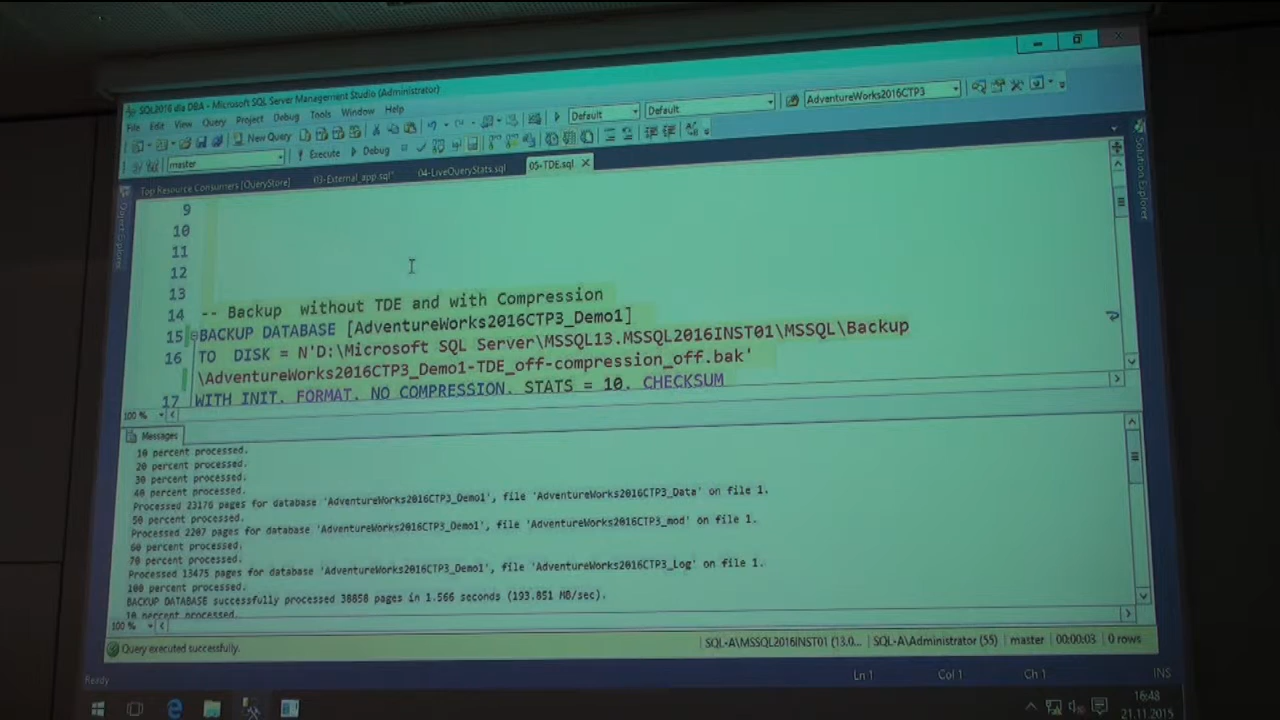 SQL2016 dla DBA - Microsoft SQL Server Management Studio (Administrator)
File Edit View Query Project Debug Tools Window Help
New Query
Default
Default
AdventureWorks2016CTP3
master
Execute
Debug
Top Resource Consumers [QueryStore]
03-External_app.sql*
04-LiveQueryStats.sql
05-TDE.sql
Object Explorer
Solution Explorer
9
10
11
12
13
14 -- Backup without TDE and with Compression
15 BACKUP DATABASE [AdventureWorks2016CTP3_Demo1]
16 TO DISK = N'D:\Microsoft SQL Server\MSSQL13.MSSQL2016INST01\MSSQL\Backup
\AdventureWorks2016CTP3_Demo1-TDE_off-compression_off.bak'
17 WITH INIT, FORMAT, NO_COMPRESSION, STATS = 10, CHECKSUM
100 %
Messages
10 percent processed.
20 percent processed.
30 percent processed.
40 percent processed.
Processed 23176 pages for database 'AdventureWorks2016CTP3_Demo1', file 'AdventureWorks2016CTP3_Data' on file 1.
50 percent processed.
Processed 2207 pages for database 'AdventureWorks2016CTP3_Demo1', file 'AdventureWorks2016CTP3_mod' on file 1.
60 percent processed.
70 percent processed.
Processed 13475 pages for database 'AdventureWorks2016CTP3_Demo1', file 'AdventureWorks2016CTP3_Log' on file 1.
100 percent processed.
BACKUP DATABASE successfully processed 38858 pages in 1.566 seconds (193.851 MB/sec).
10 percent processed.
100 %
Query executed successfully.
SQL-A\MSSQL2016INST01 (13.0...
SQL-A\Administrator (55)
master
00:00:03
0 rows
Ready
Ln 1
Col 1
Ch 1
INS
16:48
21.11.2015